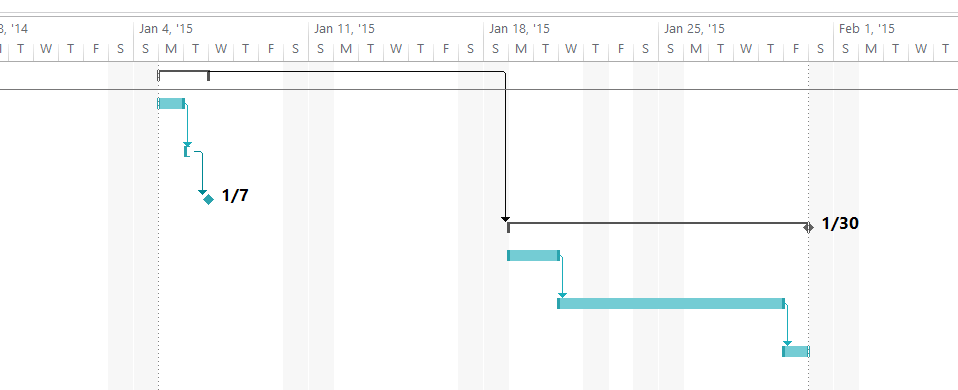 8, '14 Jan 4, '15 Jan 11, '15 Jan 18, '15 Jan 25, '15 Feb 1, '15
T W T F S S M T W T F S S M T W T F S S M T W T F S S M T W T F S S M T W T
1/7
1/30